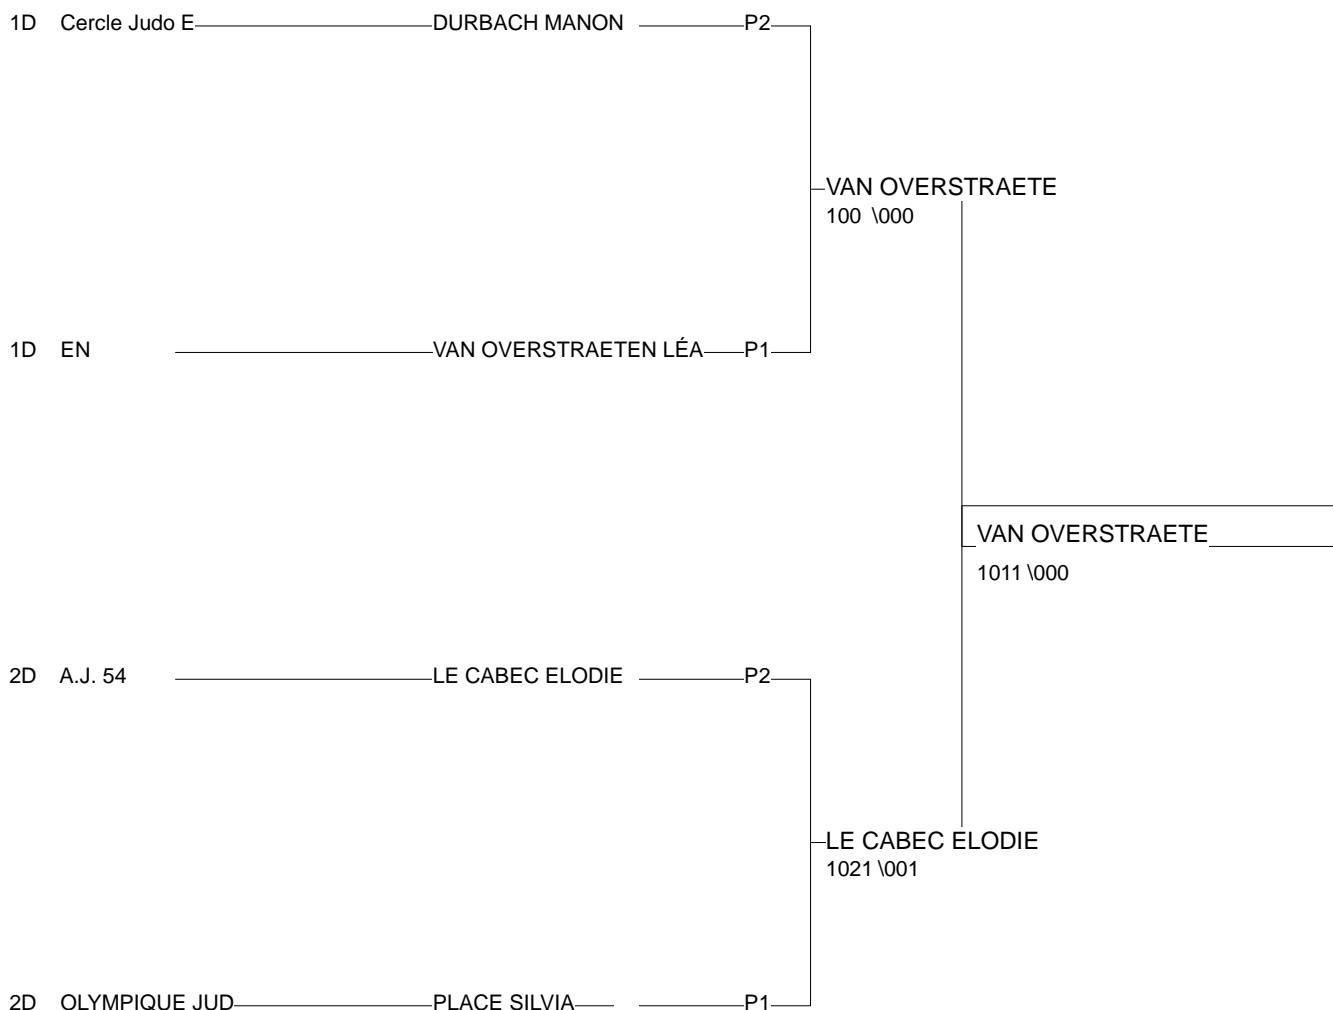 1D Cercle Judo E DURBACH MANON P2
VAN OVERSTRAETE
100 \000
1D EN VAN OVERSTRAETEN LÉA P1
VAN OVERSTRAETE
1011 \000
2D A.J. 54 LE CABEC ELODIE P2
LE CABEC ELODIE
1021 \001
2D OLYMPIQUE JUD PLACE SILVIA P1